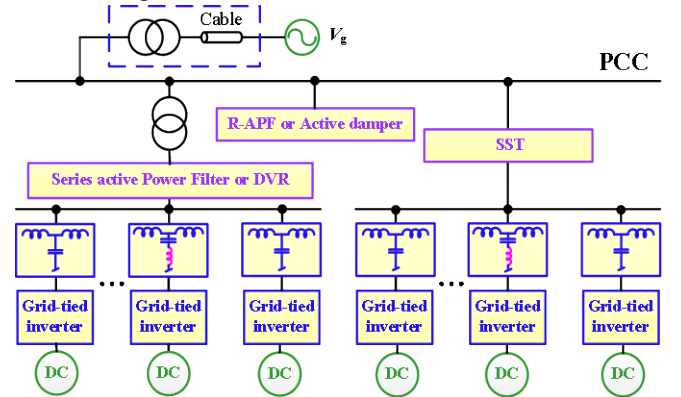 Cable
Vg
PCC
R-APF or Active damper
SST
Series active Power Filter or DVR
...
...
Grid-tied
inverter
Grid-tied
inverter
Grid-tied
inverter
Grid-tied
inverter
Grid-tied
inverter
Grid-tied
inverter
DC
DC
DC
DC
DC
DC